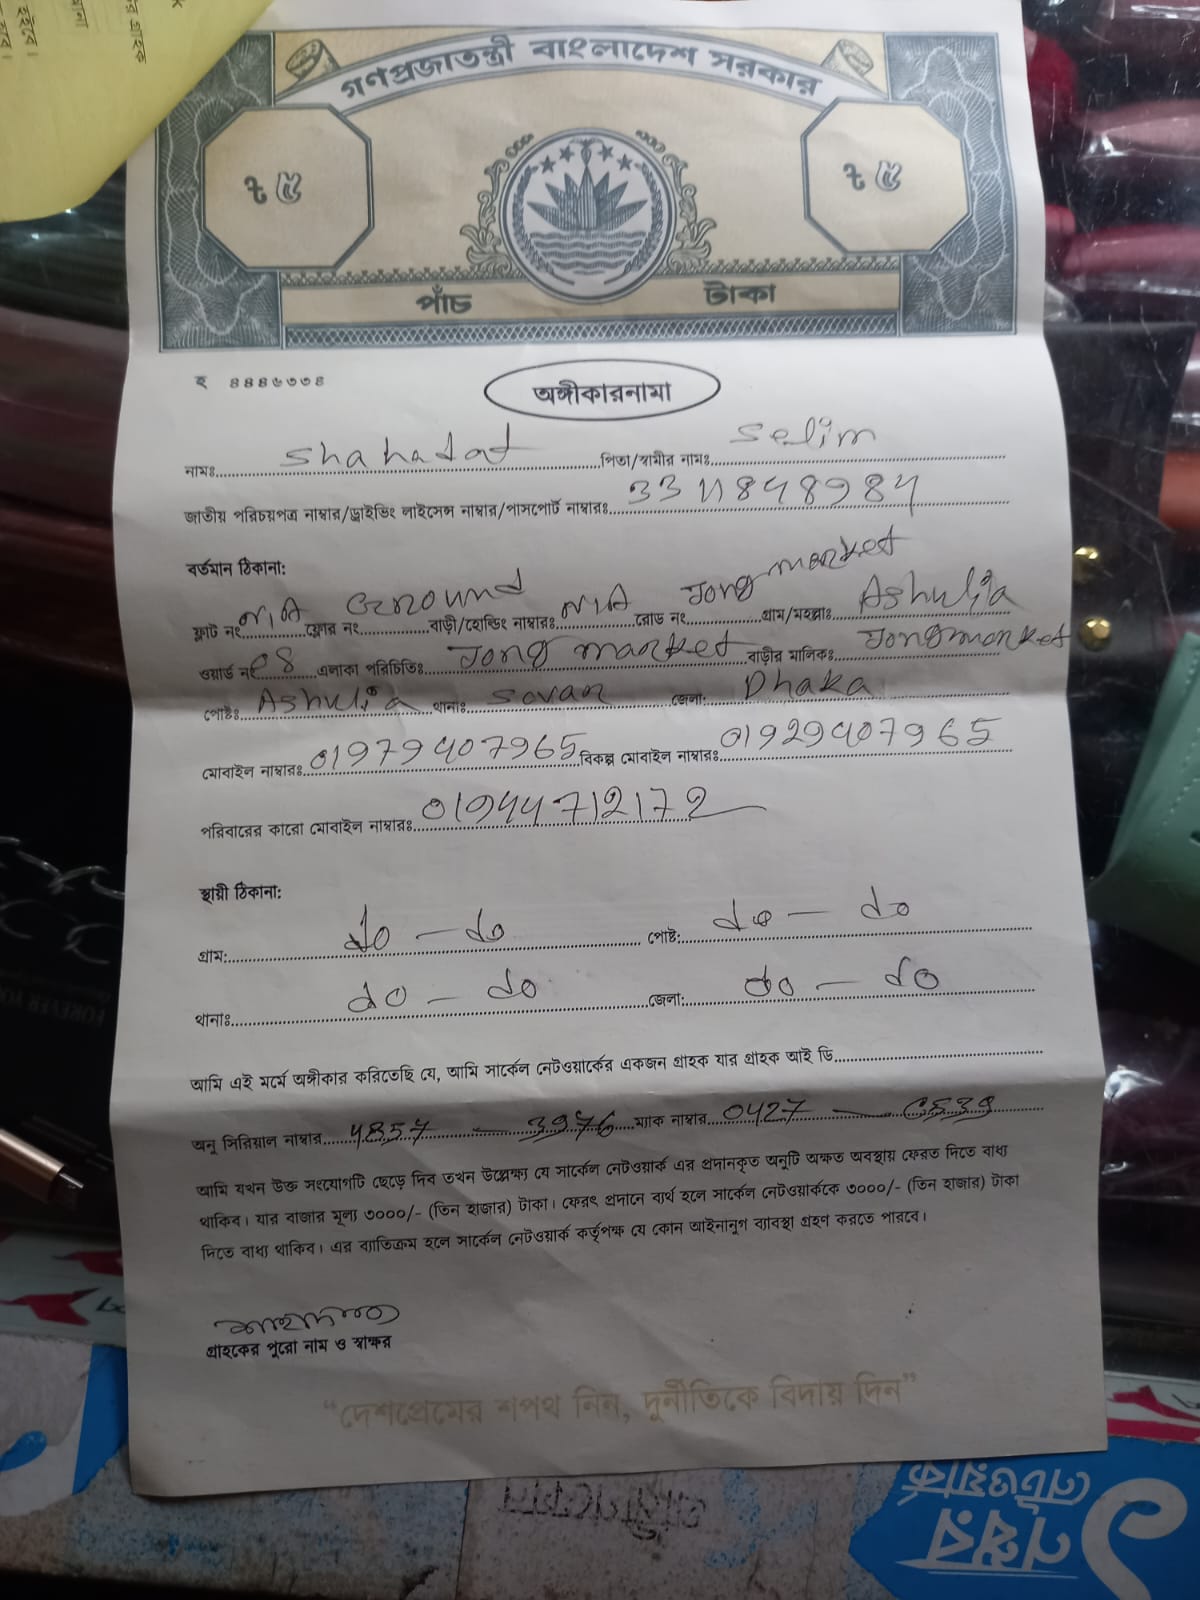 গণপ্রজাতন্ত্রী বাংলাদেশ সরকার
৳ ৫ ৳ ৫
পাঁচ টাকা
অঙ্গীকারনামা
নামঃ Shahadat পিতা/স্বামীর নামঃ Selim
জাতীয় পরিচয়পত্র নাম্বার/ড্রাইভিং লাইসেন্স নাম্বার/পাসপোর্ট নাম্বারঃ
বর্তমান ঠিকানা:
ফ্লাট নং N/A ফ্লোর নং Ground বাড়ী/হোল্ডিং নাম্বারঃ N/A রোড নং Jong market গ্রাম/মহল্লাঃ Ashulia
ওয়ার্ড নং 08 এলাকা পরিচিতিঃ Jong market বাড়ীর মালিক: Jong market
পোষ্টঃ Ashulia থানাঃ Savar জেলা: Dhaka
মোবাইল নাম্বারঃ 01979407965 বিকল্প মোবাইল নাম্বারঃ 01929407965
পরিবারের কারো মোবাইল নাম্বারঃ 01944712172
স্থায়ী ঠিকানা:
গ্রাম: do - do পোষ্ট: do - do
থানাঃ do - do জেলা: do - do
আমি এই মর্মে অঙ্গীকার করিতেছি যে, আমি সার্কেল নেটওয়ার্কের একজন গ্রাহক যার গ্রাহক আই ডি
অনু সিরিয়াল নাম্বার 4857 - 3976 ম্যাক নাম্বার 0427 -
আমি যখন উক্ত সংযোগটি ছেড়ে দিব তখন উল্লেক্ষ্য যে সার্কেল নেটওয়ার্ক এর প্রদানকৃত অনুটি অক্ষত অবস্থায় ফেরত দিতে বাধ্য
থাকিব। যার বাজার মূল্য ৩০০০/- (তিন হাজার) টাকা। ফেরৎ প্রদানে ব্যর্থ হলে সার্কেল নেটওয়ার্ককে ৩০০০/- (তিন হাজার) টাকা
দিতে বাধ্য থাকিব। এর ব্যাতিক্রম হলে সার্কেল নেটওয়ার্ক কর্তৃপক্ষ যে কোন আইনানুগ ব্যাবস্থা গ্রহণ করতে পারবে।
গ্রাহকের পুরো নাম ও স্বাক্ষর
“দেশপ্রেমের শপথ নিন, দুর্নীতিকে বিদায় দিন”
নেটওয়ার্ক